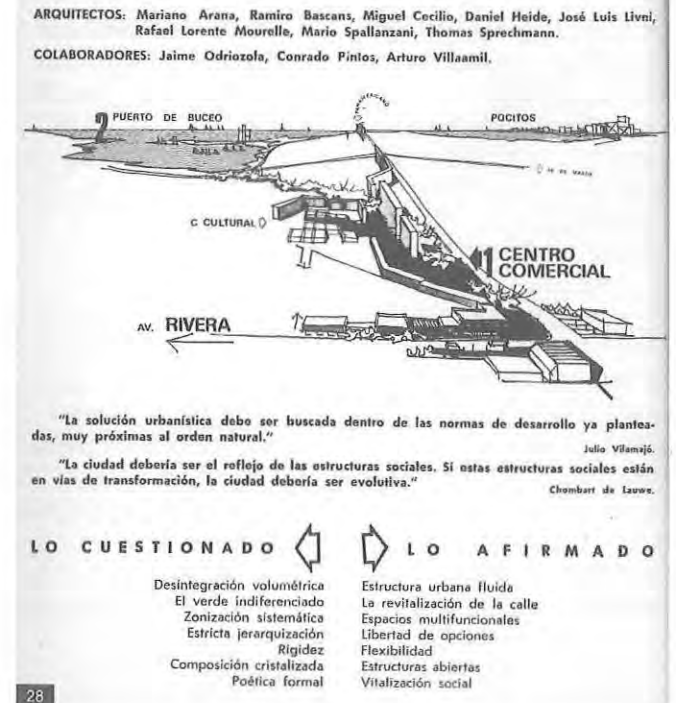 ARQUITECTOS: Mariano Arana, Ramiro Bascans, Miguel Cecilio, Daniel Heide, José Luis Livni,
Rafael Lorente Mourelle, Mario Spallanzani, Thomas Sprechmann.
COLABORADORES: Jaime Odriozola, Conrado Pintos, Arturo Villaamil.
PANAMERICANO
2 PUERTO DE BUCEO
POCITOS
C CULTURAL
1 CENTRO
COMERCIAL
AV. RIVERA
"La solución urbanística debe ser buscada dentro de las normas de desarrollo ya plantea-
das, muy próximas al orden natural."
Julio Vilamajó.
"La ciudad debería ser el reflejo de las estructuras sociales. Si estas estructuras sociales están
en vías de transformación, la ciudad debería ser evolutiva."
Chombart de Lauwe.
LO CUESTIONADO
Desintegración volumétrica
El verde indiferenciado
Zonización sistemática
Estricta jerarquización
Rigidez
Composición cristalizada
Poética formal
LO AFIRMADO
Estructura urbana fluida
La revitalización de la calle
Espacios multifuncionales
Libertad de opciones
Flexibilidad
Estructuras abiertas
Vitalización social
28